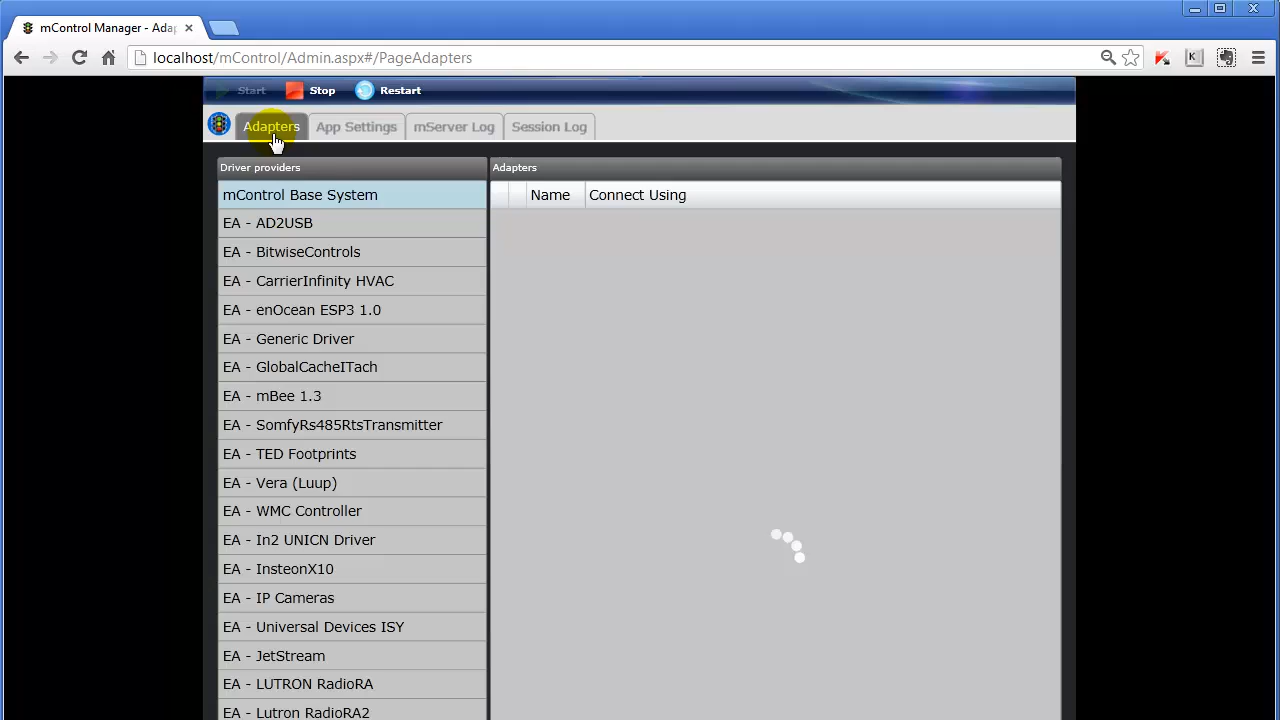 mControl Manager - Ada
localhost/mControl/Admin.aspx#/PageAdapters
Start Stop Restart
Adapters App Settings mServer Log Session Log
Driver providers
Adapters
mControl Base System
Name Connect Using
EA - AD2USB
EA - BitwiseControls
EA - CarrierInfinity HVAC
EA - enOcean ESP3 1.0
EA - Generic Driver
EA - GlobalCacheITach
EA - mBee 1.3
EA - SomfyRs485RtsTransmitter
EA - TED Footprints
EA - Vera (Luup)
EA - WMC Controller
EA - In2 UNICN Driver
EA - InsteonX10
EA - IP Cameras
EA - Universal Devices ISY
EA - JetStream
EA - LUTRON RadioRA
EA - Lutron RadioRA2